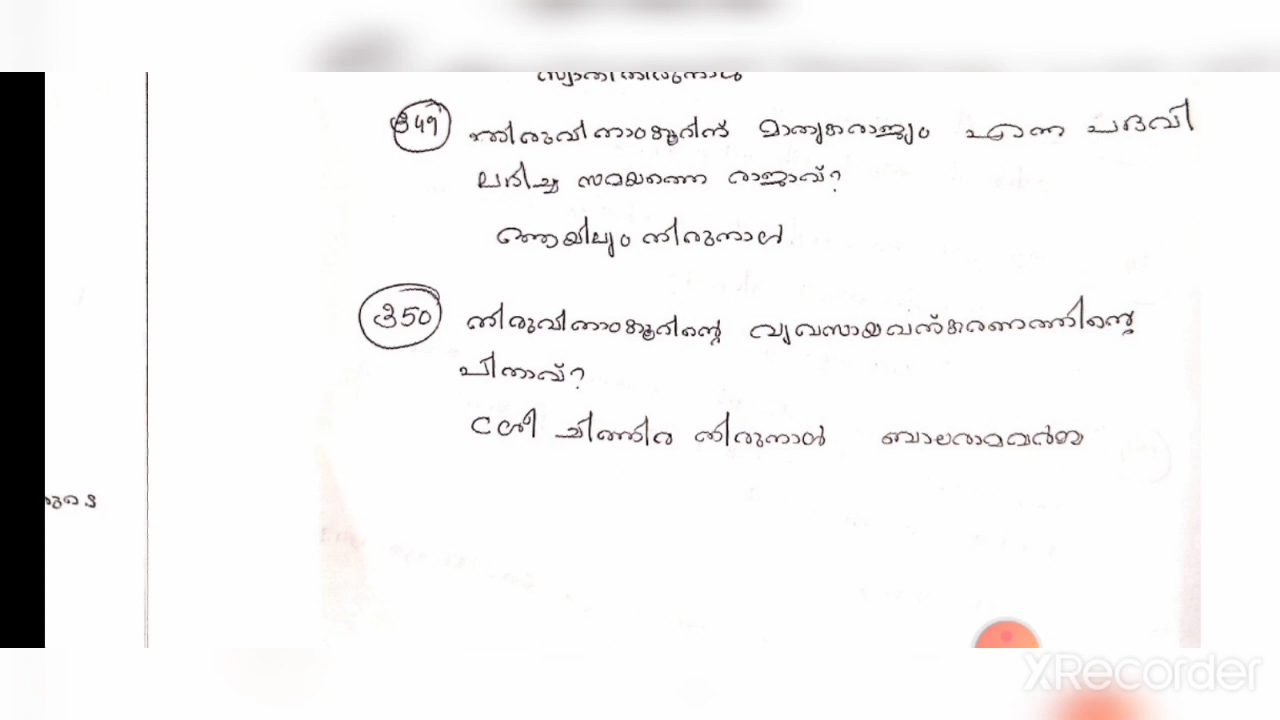 സ്വാതിതിരുനാൾ
349 തിരുവിതാംകൂറിന് മാതൃകാരാജ്യം എന്ന പദവി
ലഭിച്ച സമയത്തെ രാജാവ്?
ആയില്യം തിരുനാൾ
350 തിരുവിതാംകൂറിന്റെ വ്യവസായവത്കരണത്തിന്റെ
പിതാവ്?
ശ്രീ ചിത്തിര തിരുനാൾ ബാലരാമവർമ്മ
രുടെ
XRecorder